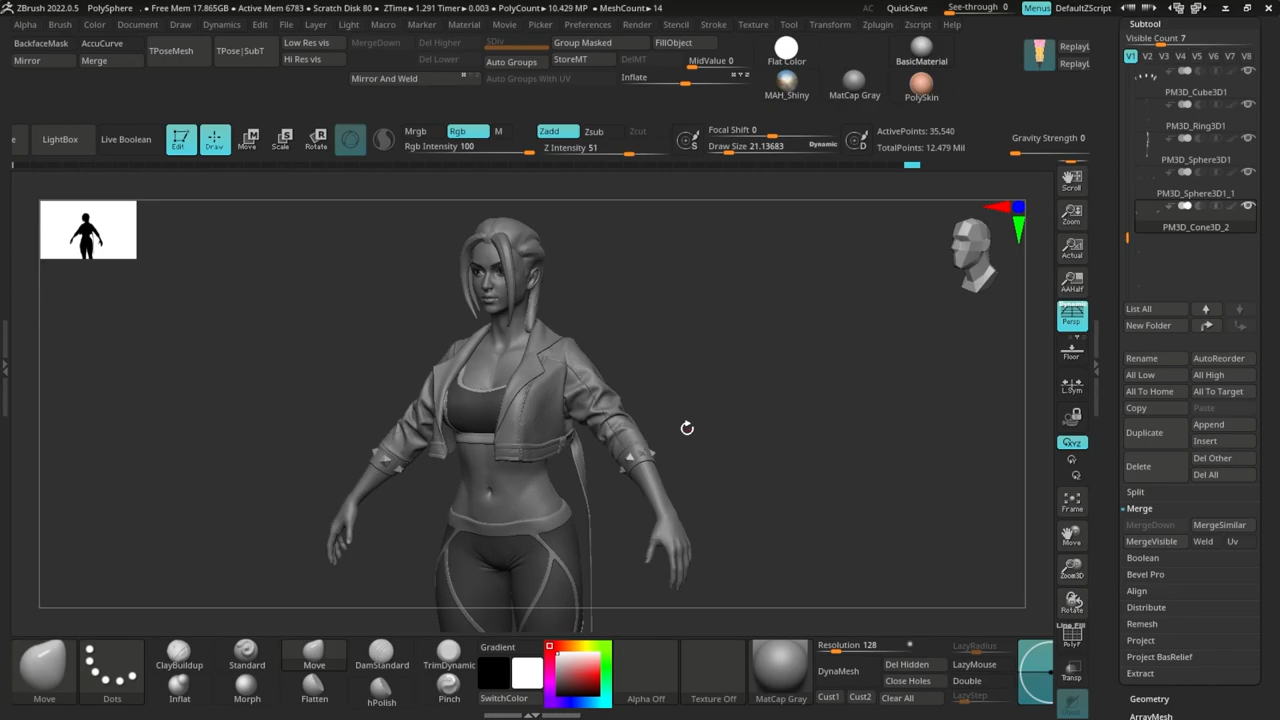 ZBrush 2022.0.5 PolySphere . ● Free Mem 17.865GB ● Active Mem 6783 ● Scratch Disk 80 ● ZTime▸1.291 Timer▸0.003 ● PolyCount▸10.429 MP ● MeshCount▸14 AC QuickSave See-through 0 Menus DefaultZScript
Alpha Brush Color Document Draw Dynamics Edit File Layer Light Macro Marker Material Movie Picker Preferences Render Stencil Stroke Texture Tool Transform Zplugin Zscript Help
BackfaceMask AccuCurve
Mirror Merge
TPoseMesh
TPose|SubT
Low Res vis
Hi Res vis
MergeDown Del Higher
Del Lower
Mirror And Weld
SDiv
Auto Groups
Auto Groups With UV
Group Masked
StoreMT DelMT
Inflate
FillObject
MidValue 0
Flat Color
MAH_Shiny
MatCap Gray
BasicMaterial
PolySkin
ReplayL
ReplayL
LightBox
Live Boolean
Edit
Draw
Move
Scale
Rotate
Mrgb Rgb M
Rgb Intensity 100
Zadd Zsub Zcut
Z Intensity 51
S
Focal Shift 0
Draw Size 21.13683 Dynamic
D
ActivePoints: 35,540
TotalPoints: 12.479 Mil
Gravity Strength 0
Scroll
Zoom
Actual
AAHalf
Dynamic
Persp
Floor
L.Sym
XYZ
Frame
Move
Zoom3D
Rotate
Line Fill
PolyF
Transp
Subtool
Visible Count 7
V1 V2 V3 V4 V5 V6 V7 V8
PM3D_Cube3D1
PM3D_Ring3D1
PM3D_Sphere3D1
PM3D_Sphere3D1_1
PM3D_Cone3D_2
List All
New Folder
Rename AutoReorder
All Low All High
All To Home All To Target
Copy Paste
Duplicate Append
Insert
Delete Del Other
Del All
Split
Merge
MergeDown MergeSimilar
MergeVisible Weld Uv
Boolean
Bevel Pro
Align
Distribute
Remesh
Project
Project BasRelief
Extract
Geometry
ArrayMesh
Move
Dots
ClayBuildup Standard Move DamStandard TrimDynamic
Inflat Morph Flatten hPolish Pinch
Gradient
SwitchColor
Alpha Off
Texture Off
MatCap Gray
Resolution 128
DynaMesh
Cust1 Cust2
Del Hidden
Close Holes
Clear All
LazyRadius
LazyMouse
Double
LazyStep